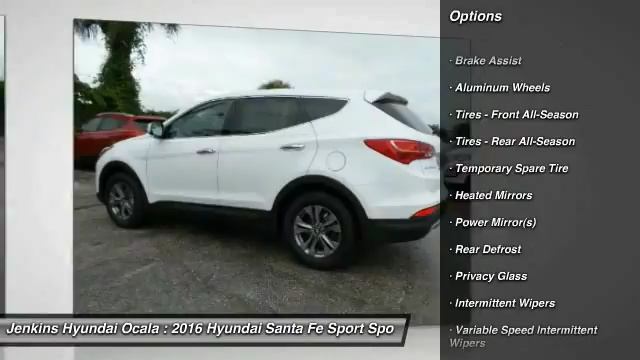 Options
· Brake Assist
· Aluminum Wheels
· Tires - Front All-Season
· Tires - Rear All-Season
· Temporary Spare Tire
· Heated Mirrors
· Power Mirror(s)
· Rear Defrost
· Privacy Glass
· Intermittent Wipers
· Variable Speed Intermittent
Wipers
Jenkins Hyundai Ocala : 2016 Hyundai Santa Fe Sport Spo